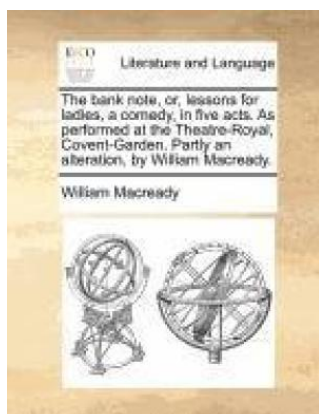 ECCO
Literature and Language
The bank note, or, lessons for
ladies, a comedy, in five acts. As
performed at the Theatre-Royal,
Covent-Garden. Partly an
alteration, by William Macready.
William Macready